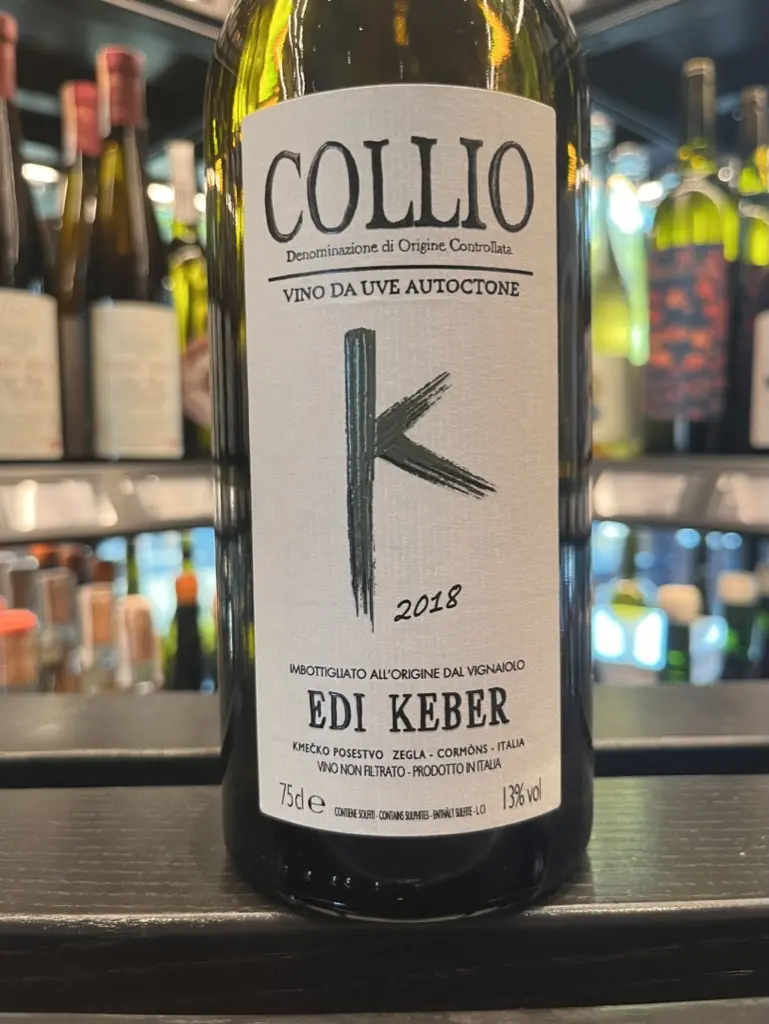 COLLIO
Denominazione di Origine Controllata
VINO DA UVE AUTOCTONE
K
2018
IMBOTTIGLIATO ALL'ORIGINE DAL VIGNAIOLO
EDI KEBER
KMEČKO POSESTVO ZEGLA - CORMÒNS - ITALIA
VINO NON FILTRATO - PRODOTTO IN ITALIA
75cl e CONTIENE SOLFITI - CONTAINS SULPHITES - ENTHÄLT SULFITE - L.C1 13% vol